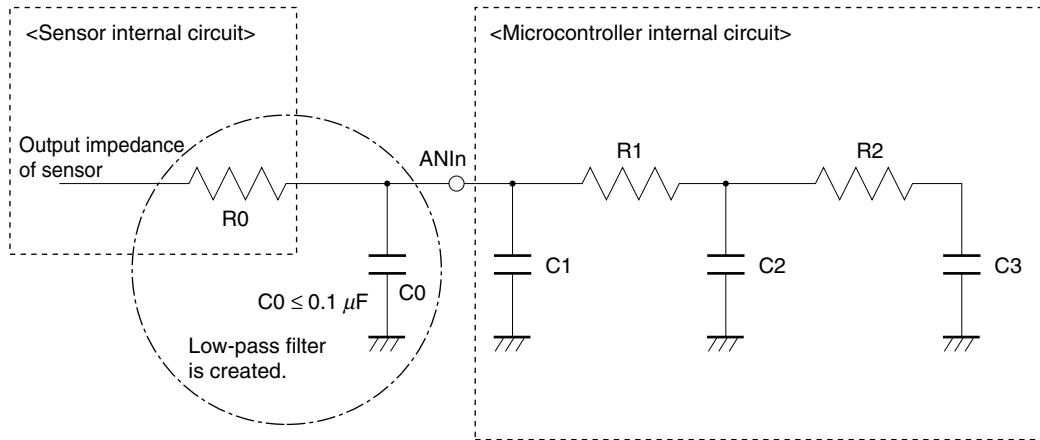 <Sensor internal circuit>
<Microcontroller internal circuit>
Output impedance
of sensor
ANIn
R0
R1
R2
C0
C0 ≤ 0.1 μF
C1
C2
C3
Low-pass filter
is created.